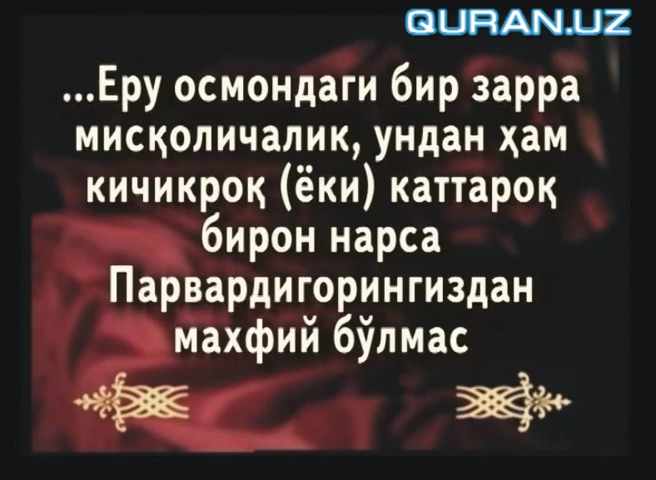 QURAN.UZ
...Еру осмондаги бир зарра
мисқоличалик, ундан ҳам
кичикроқ (ёки) каттароқ
бирон нарса
Парвардигорингиздан
махфий бўлмас